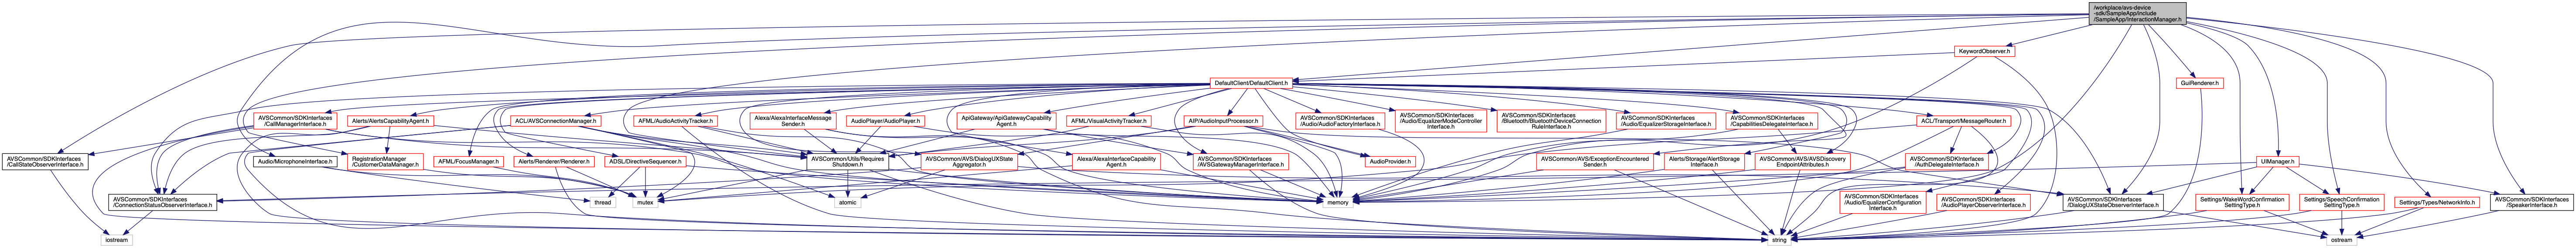 /workplace/avs-device
-sdk/SampleApp/include
/SampleApp/InteractionManager.h
KeywordObserver.h
DefaultClient/DefaultClient.h
GuiRenderer.h
AVSCommon/SDKInterfaces
/CallManagerInterface.h
Alerts/AlertsCapabilityAgent.h
ACL/AVSConnectionManager.h
AFML/AudioActivityTracker.h
Alexa/AlexaInterfaceMessage
Sender.h
AudioPlayer/AudioPlayer.h
ApiGateway/ApiGatewayCapability
Agent.h
AFML/VisualActivityTracker.h
AIP/AudioInputProcessor.h
AVSCommon/SDKInterfaces
/Audio/AudioFactoryInterface.h
AVSCommon/SDKInterfaces
/Audio/EqualizerModeController
Interface.h
AVSCommon/SDKInterfaces
/Bluetooth/BluetoothDeviceConnection
RuleInterface.h
AVSCommon/SDKInterfaces
/Audio/EqualizerStorageInterface.h
AVSCommon/SDKInterfaces
/CapabilitiesDelegateInterface.h
ACL/Transport/MessageRouter.h
AVSCommon/SDKInterfaces
/CallStateObserverInterface.h
Audio/MicrophoneInterface.h
RegistrationManager
/CustomerDataManager.h
AFML/FocusManager.h
Alerts/Renderer/Renderer.h
ADSL/DirectiveSequencer.h
AVSCommon/Utils/Requires
Shutdown.h
AVSCommon/AVS/DialogUXState
Aggregator.h
Alexa/AlexaInterfaceCapability
Agent.h
AVSCommon/SDKInterfaces
/AVSGatewayManagerInterface.h
AudioProvider.h
AVSCommon/AVS/ExceptionEncountered
Sender.h
Alerts/Storage/AlertStorage
Interface.h
AVSCommon/AVS/AVSDiscovery
EndpointAttributes.h
AVSCommon/SDKInterfaces
/AuthDelegateInterface.h
UIManager.h
AVSCommon/SDKInterfaces
/ConnectionStatusObserverInterface.h
thread
mutex
atomic
memory
AVSCommon/SDKInterfaces
/Audio/EqualizerConfiguration
Interface.h
AVSCommon/SDKInterfaces
/AudioPlayerObserverInterface.h
AVSCommon/SDKInterfaces
/DialogUXStateObserverInterface.h
Settings/WakeWordConfirmation
SettingType.h
Settings/SpeechConfirmation
SettingType.h
Settings/Types/NetworkInfo.h
AVSCommon/SDKInterfaces
/SpeakerInterface.h
iostream
string
ostream